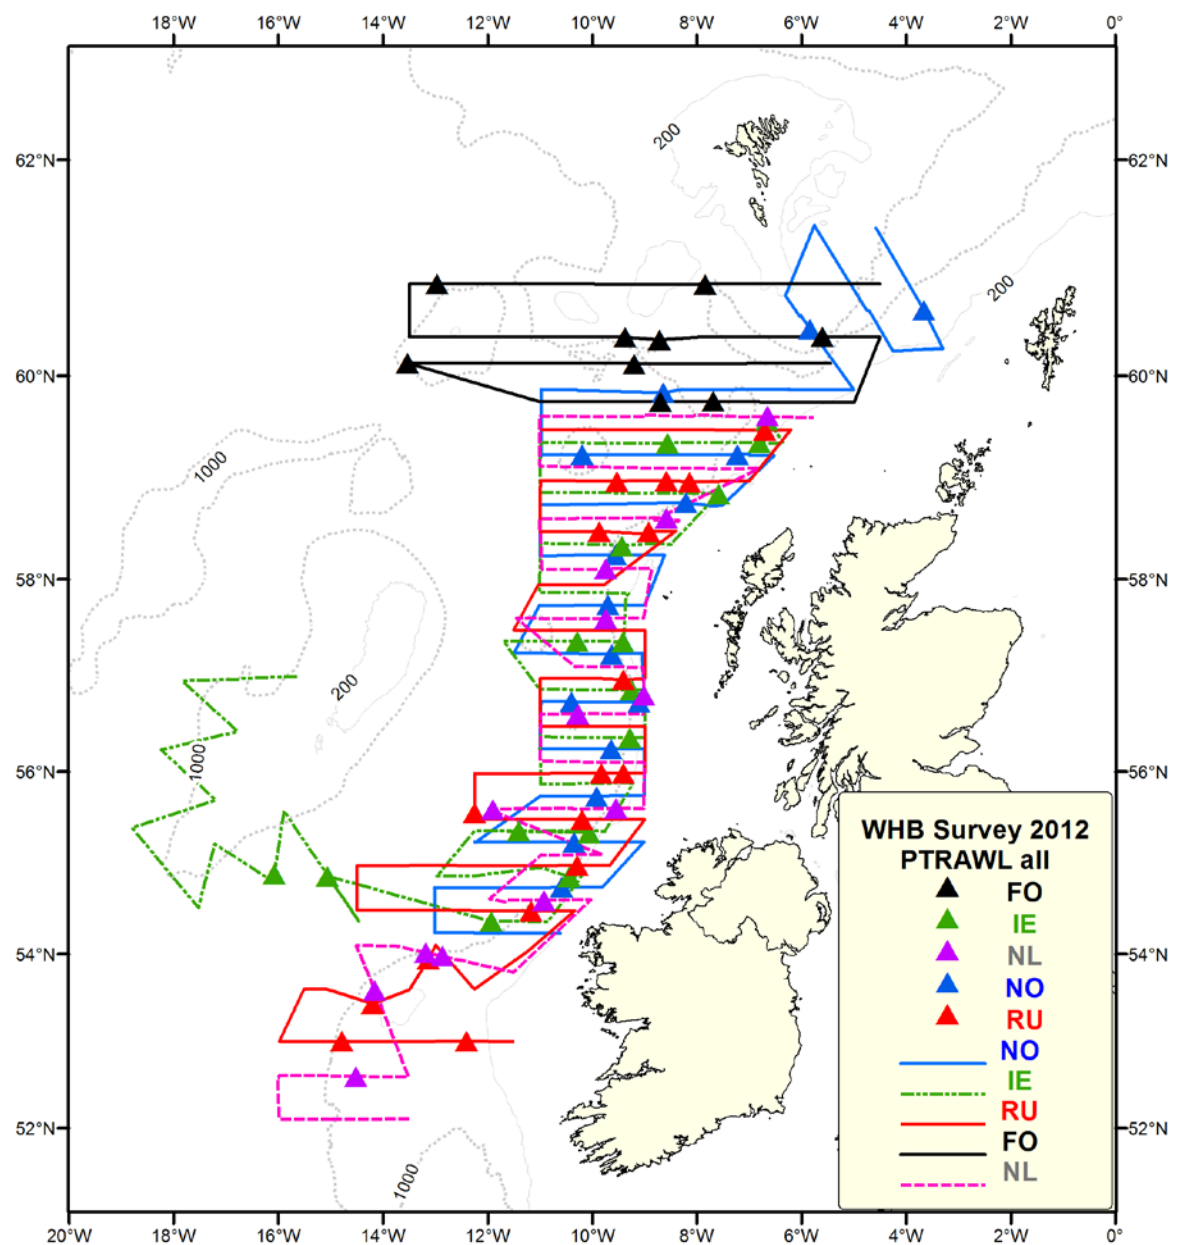 18°W 16°W 14°W 12°W 10°W 8°W 6°W 4°W 2°W 0°
200
62°N 62°N
200
60°N 60°N
1000
58°N 58°N
200
1000
56°N 56°N
WHB Survey 2012
PTRAWL all
FO
IE
NL
54°N 54°N
NO
RU
NO
IE
RU
52°N 52°N
FO
NL
1000
20°W 18°W 16°W 14°W 12°W 10°W 8°W 6°W 4°W 2°W 0°